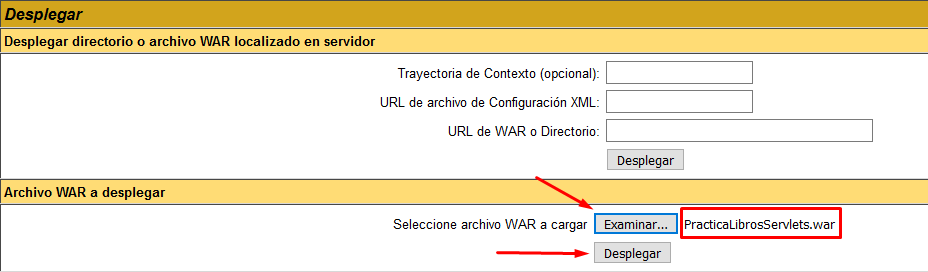 Desplegar
Desplegar directorio o archivo WAR localizado en servidor
Trayectoria de Contexto (opcional):
URL de archivo de Configuración XML:
URL de WAR o Directorio:
Desplegar
Archivo WAR a desplegar
Seleccione archivo WAR a cargar Examinar... PracticaLibrosServlets.war
Desplegar